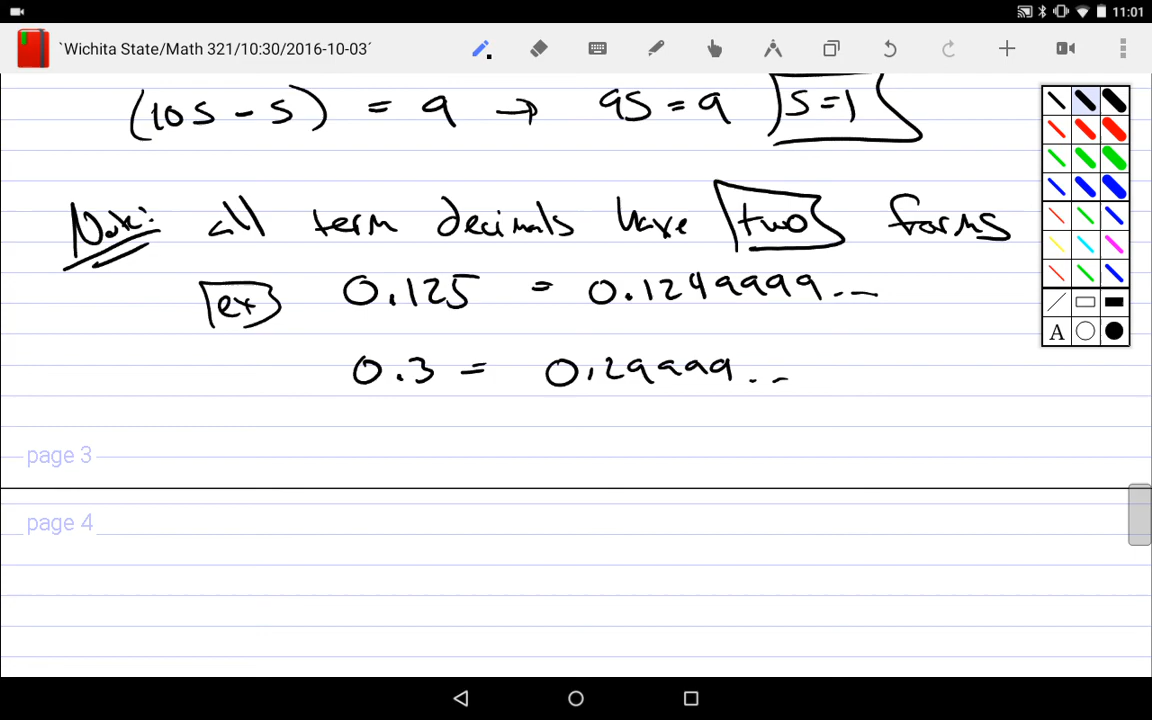 11:01
`Wichita State/Math 321/10:30/2016-10-03´
(10S - S) = 9 → 9S = 9 S=1
Note: all term decimals have two forms
ex 0.125 = 0.1249999...
0.3 = 0.29999...
page 3
page 4
A